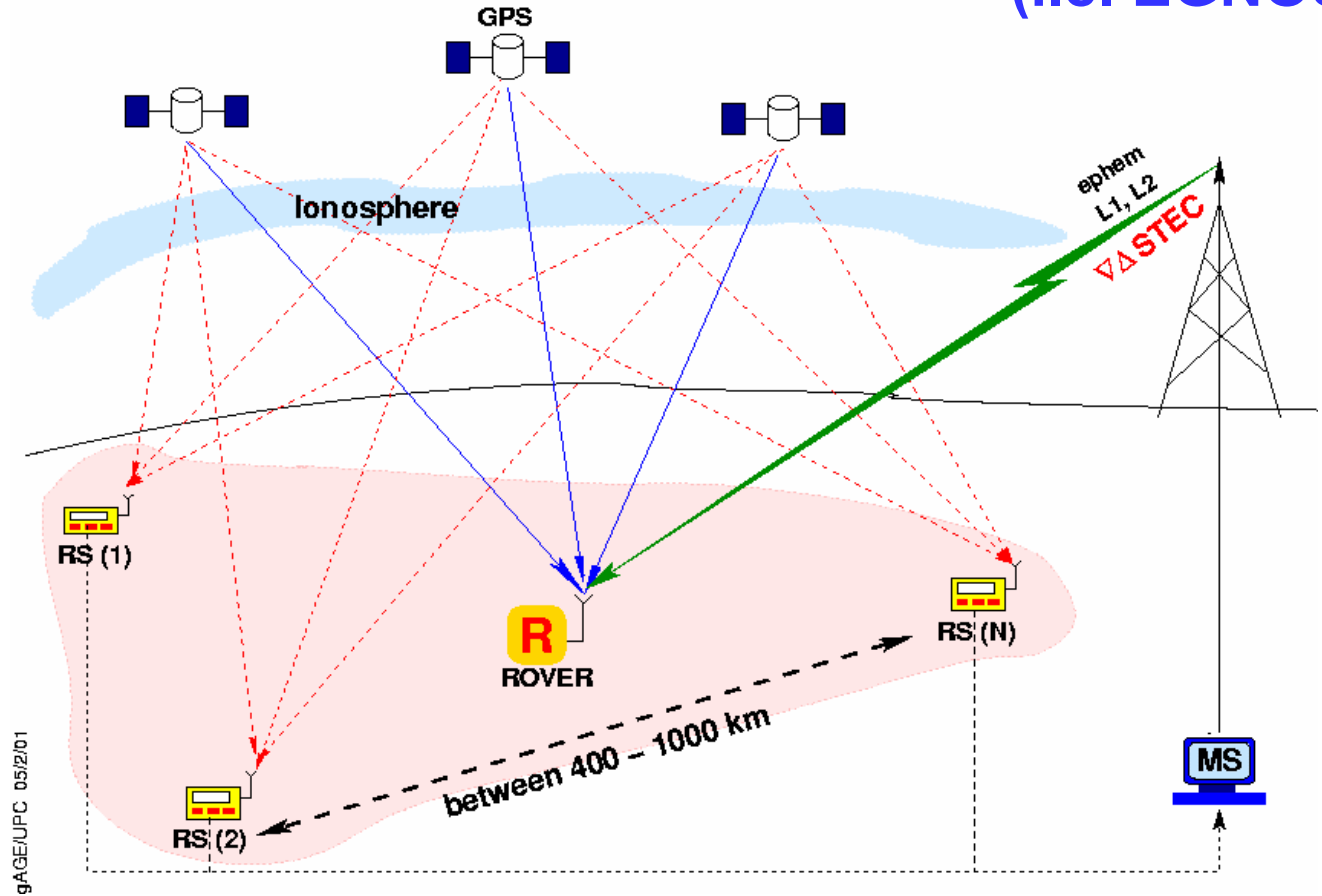 GPS
Ionosphere
ephem
L1, L2
∇ΔSTEC
RS (1)
R
ROVER
RS (N)
between 400 – 1000 km
RS (2)
MS
gAGE/UPC 05/2/01